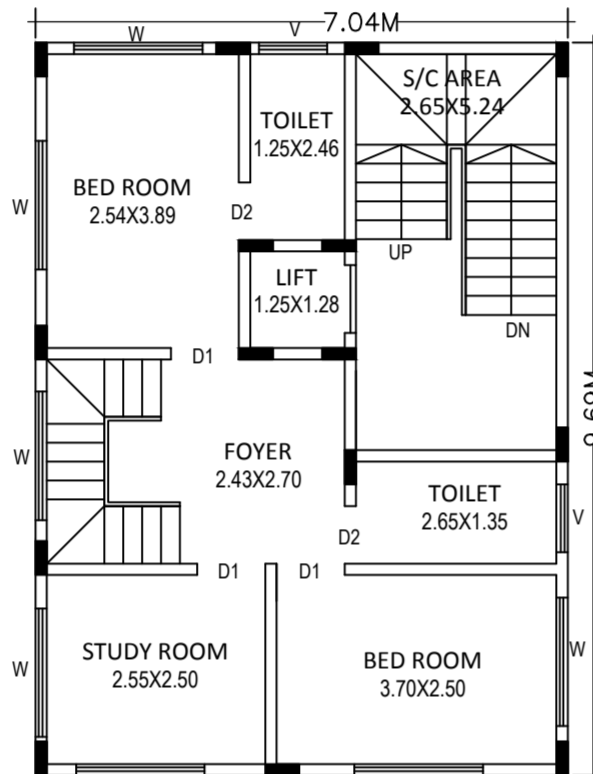 7.04M
W
V
S/C AREA
2.65X5.24
TOILET
1.25X2.46
BED ROOM
2.54X3.89
W
D2
UP
LIFT
1.25X1.28
DN
D1
W
FOYER
2.43X2.70
TOILET
2.65X1.35
V
D2
D1
D1
STUDY ROOM
2.55X2.50
BED ROOM
3.70X2.50
W
W